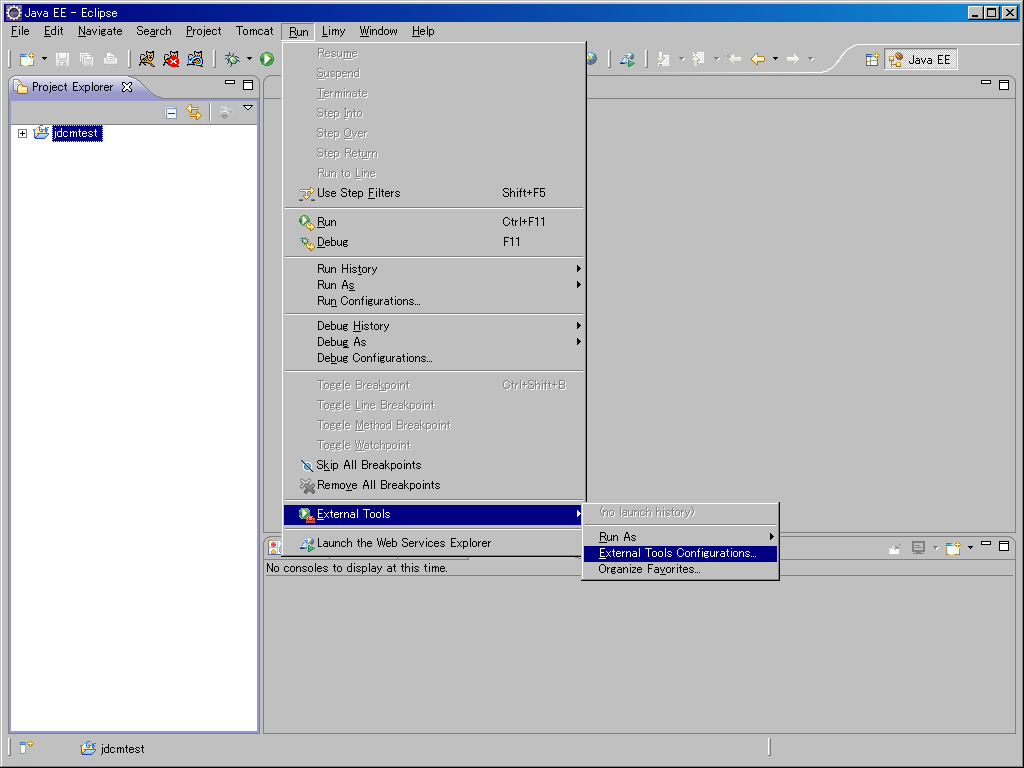 Java EE - Eclipse
File Edit Navigate Search Project Tomcat Run Limy Window Help
Java EE
Project Explorer
jdcmtest
Resume
Suspend
Terminate
Step Into
Step Over
Step Return
Run to Line
Use Step Filters Shift+F5
Run Ctrl+F11
Debug F11
Run History
Run As
Run Configurations...
Debug History
Debug As
Debug Configurations...
Toggle Breakpoint Ctrl+Shift+B
Toggle Line Breakpoint
Toggle Method Breakpoint
Toggle Watchpoint
Skip All Breakpoints
Remove All Breakpoints
External Tools
Launch the Web Services Explorer
(no launch history)
Run As
External Tools Configurations...
Organize Favorites...
No consoles to display at this time.
jdcmtest